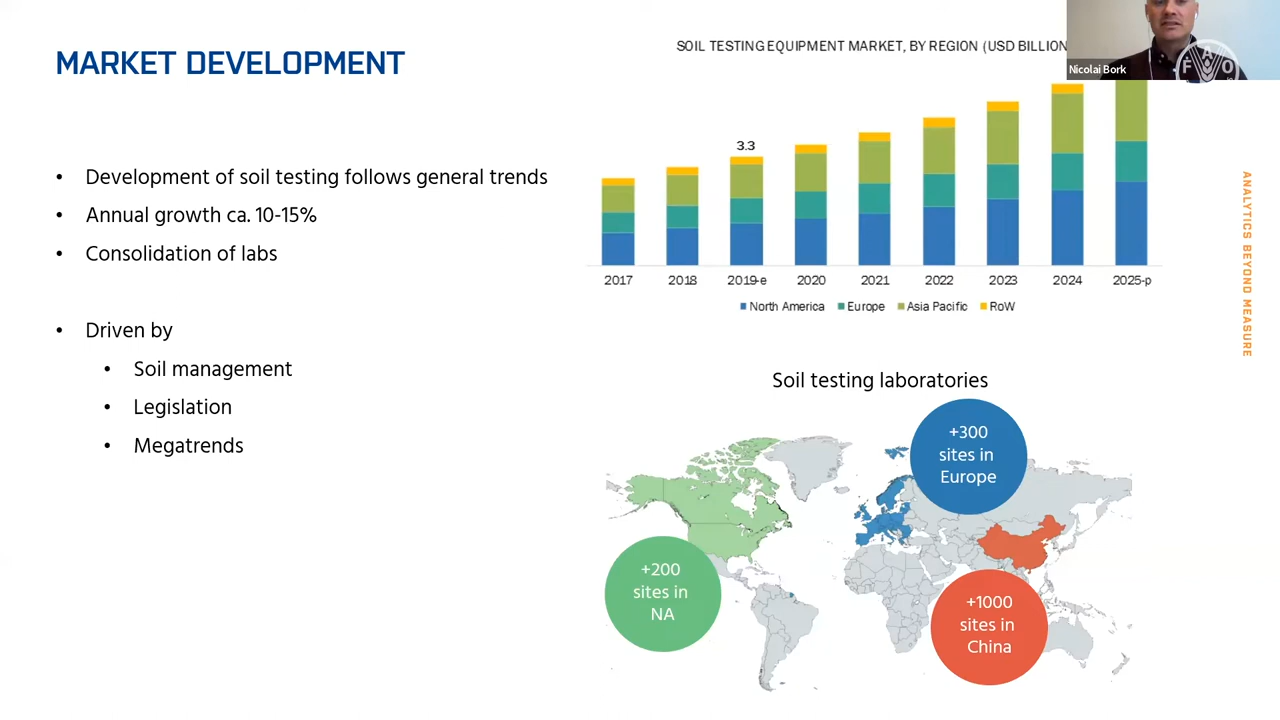 MARKET DEVELOPMENT
• Development of soil testing follows general trends
• Annual growth ca. 10-15%
• Consolidation of labs
• Driven by
• Soil management
• Legislation
• Megatrends
SOIL TESTING EQUIPMENT MARKET, BY REGION (USD BILLION
Nicolai Bork
F A O
3.3
2017 2018 2019-e 2020 2021 2022 2023 2024 2025-p
North America Europe Asia Pacific RoW
ANALYTICS BEYOND MEASURE
Soil testing laboratories
+300
sites in
Europe
+200
sites in
NA
+1000
sites in
China